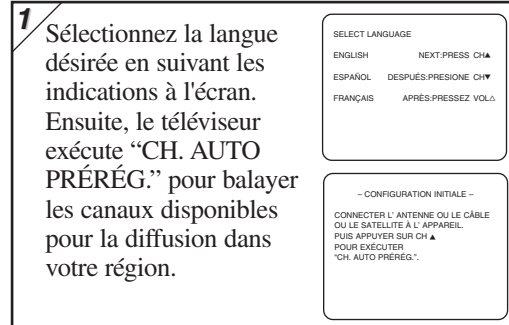 1
Sélectionnez la langue
désirée en suivant les
indications à l'écran.
Ensuite, le téléviseur
exécute “CH. AUTO
PRÉRÉG.” pour balayer
les canaux disponibles
pour la diffusion dans
votre région.
SELECT LANGUAGE
ENGLISH NEXT:PRESS CH▲
ESPAÑOL DESPUÉS:PRESIONE CH▼
FRANÇAIS APRÈS:PRESSEZ VOL△
– CONFIGURATION INITIALE –
CONNECTER L' ANTENNE OU LE CÂBLE
OU LE SATELLITE À L' APPAREIL.
PUIS APPUYER SUR CH ▲
POUR EXÉCUTER
"CH. AUTO PRÉRÉG.".